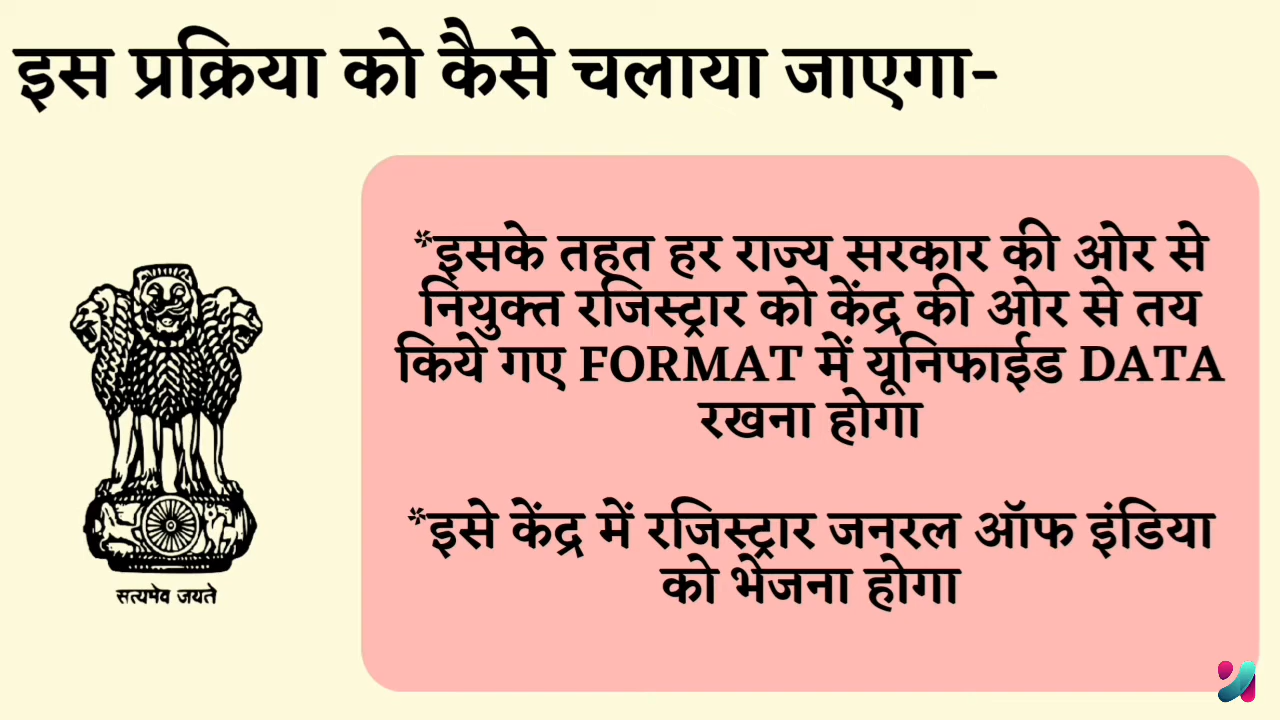 इस प्रक्रिया को कैसे चलाया जाएगा-
*इसके तहत हर राज्य सरकार की ओर से
नियुक्त रजिस्ट्रार को केंद्र की ओर से तय
किये गए FORMAT में यूनिफाईड DATA
रखना होगा
*इसे केंद्र में रजिस्ट्रार जनरल ऑफ इंडिया
को भेजना होगा
सत्यमेव जयते